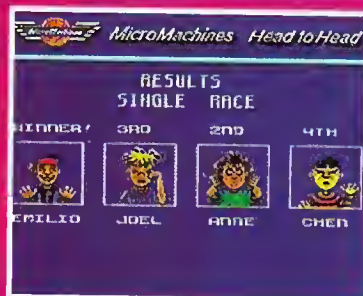 MicroMachines
MicroMachines Head to Head
RESULTS
SINGLE RACE
WINNER! 3RD 2ND 4TH
EMILIO JOEL ANNE CHEN